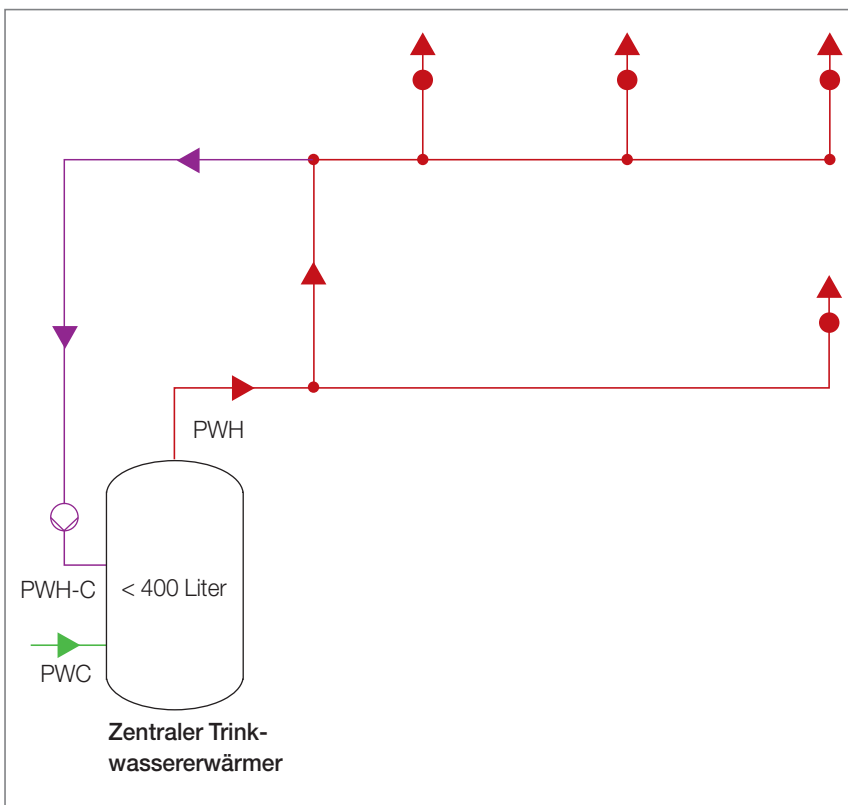 PWH
PWH-C
< 400 Liter
PWC
Zentraler Trink-
wassererwärmer